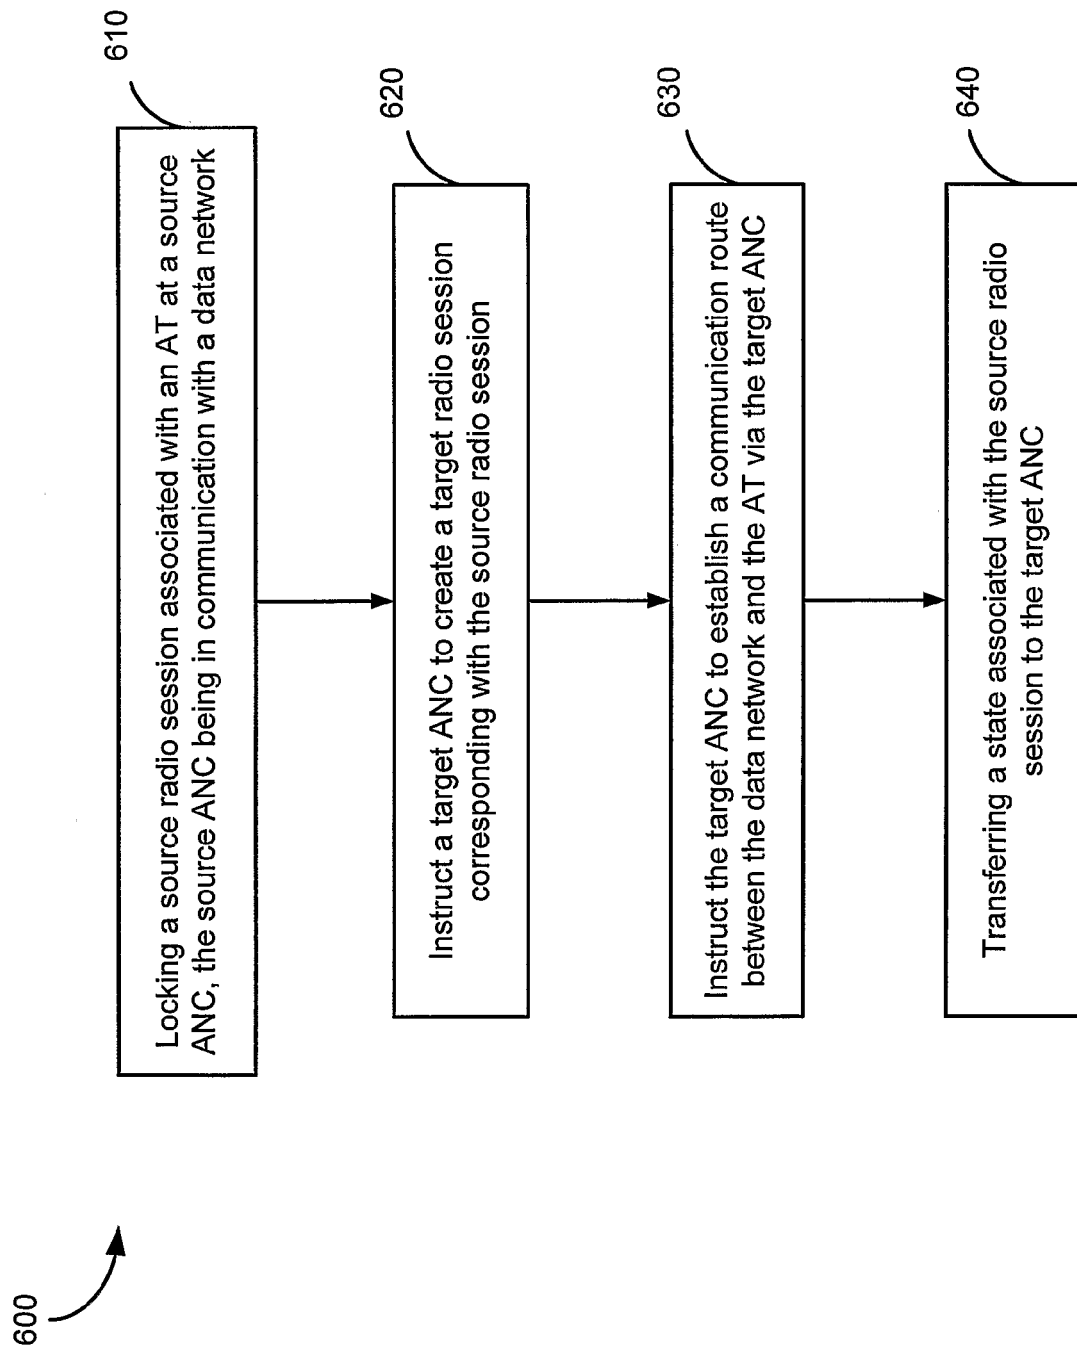 600
610
Locking a source radio session associated with an AT at a source
ANC, the source ANC being in communication with a data network
620
Instruct a target ANC to create a target radio session
corresponding with the source radio session
630
Instruct the target ANC to establish a communication route
between the data network and the AT via the target ANC
640
Transferring a state associated with the source radio
session to the target ANC